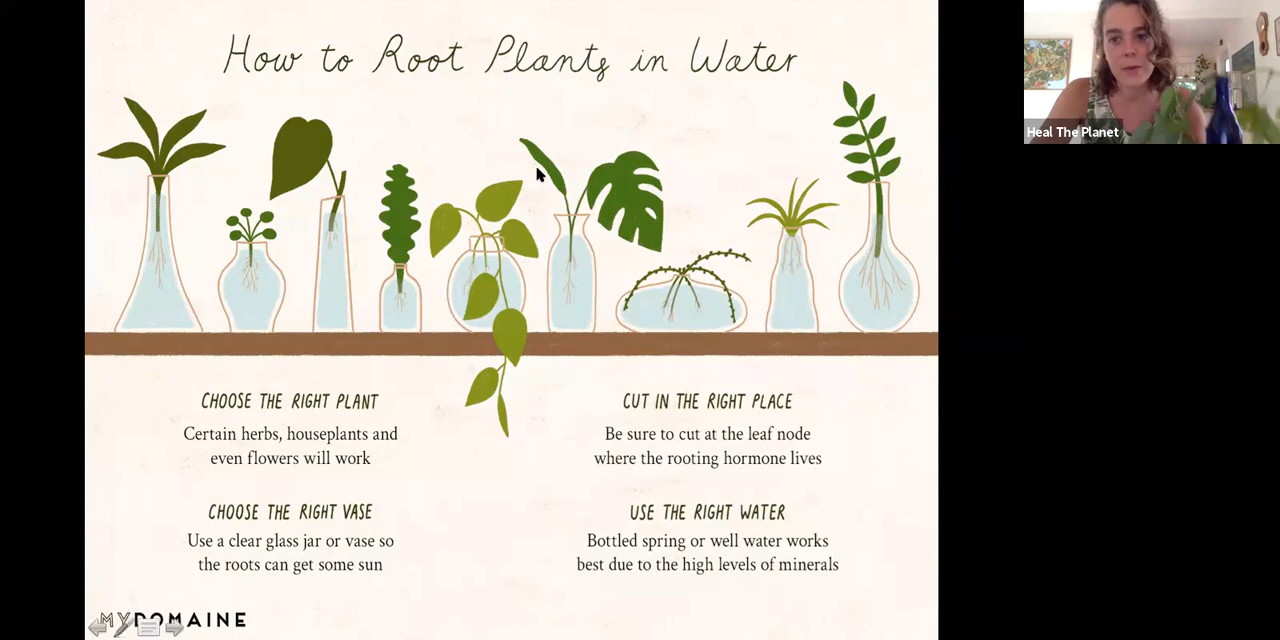 How to Root Plants in Water
Heal The Planet
CHOOSE THE RIGHT PLANT
Certain herbs, houseplants and
even flowers will work
CUT IN THE RIGHT PLACE
Be sure to cut at the leaf node
where the rooting hormone lives
CHOOSE THE RIGHT VASE
Use a clear glass jar or vase so
the roots can get some sun
USE THE RIGHT WATER
Bottled spring or well water works
best due to the high levels of minerals
MYDOMAINE